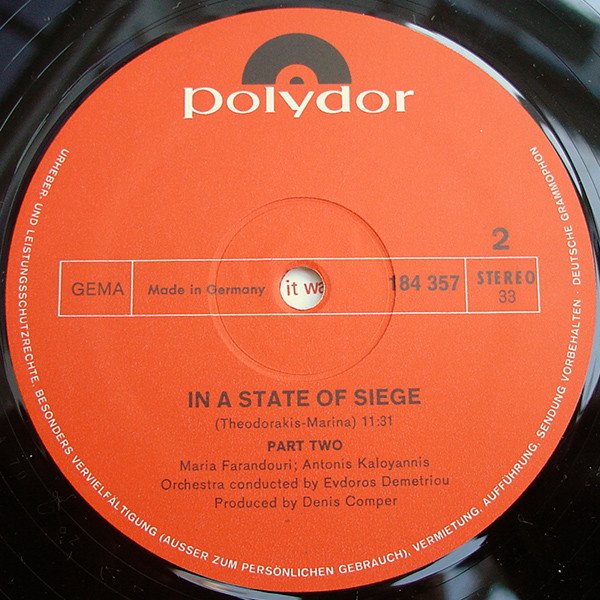 polydor
2
GEMA
Made in Germany
it wa
184 357
STEREO
33
IN A STATE OF SIEGE
(Theodorakis-Marina) 11:31
PART TWO
Maria Farandouri; Antonis Kaloyannis
Orchestra conducted by Evdoros Demetriou
Produced by Denis Comper
URHEBER- UND LEISTUNGSSCHUTZRECHTE, BESONDERS VERVIELFÄLTIGUNG (AUSSER ZUM PERSÖNLICHEN GEBRAUCH), VERMIETUNG, AUFFÜHRUNG, SENDUNG VORBEHALTEN · DEUTSCHE GRAMMOPHON